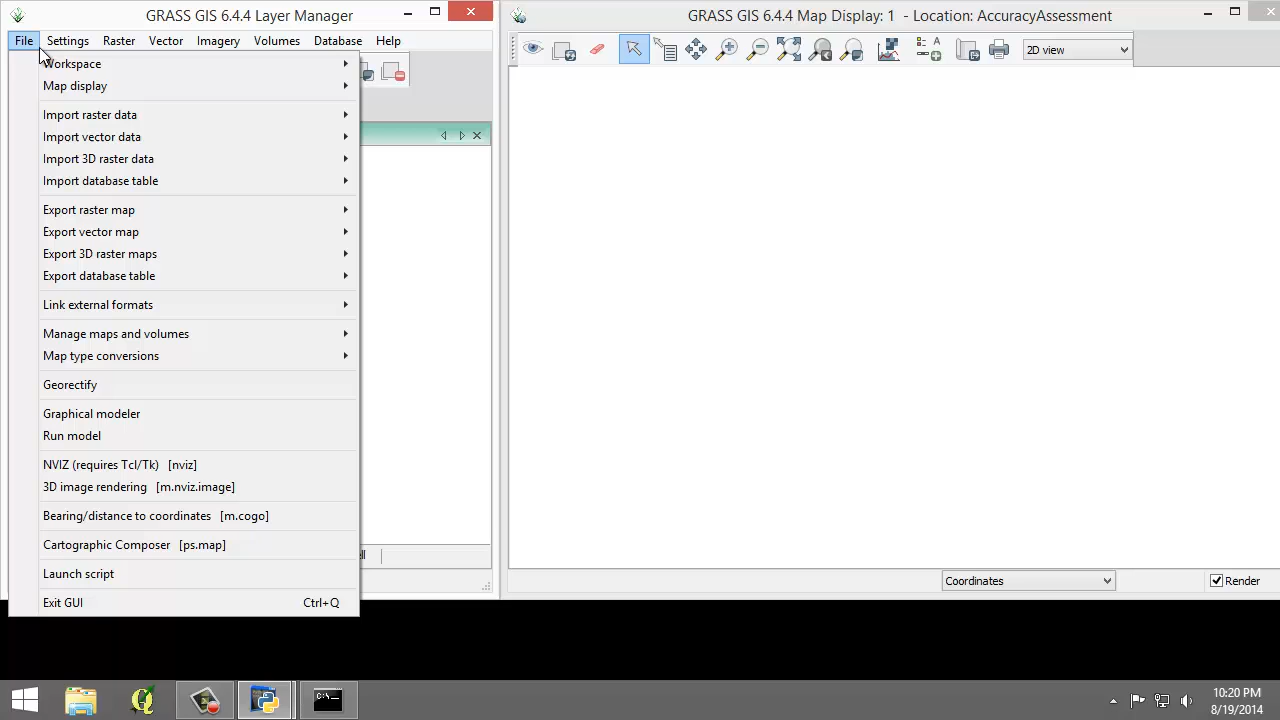 GRASS GIS 6.4.4 Layer Manager
GRASS GIS 6.4.4 Map Display: 1 - Location: AccuracyAssessment
File Settings Raster Vector Imagery Volumes Database Help
2D view
Workspace
Map display
Import raster data
Import vector data
Import 3D raster data
Import database table
Export raster map
Export vector map
Export 3D raster maps
Export database table
Link external formats
Manage maps and volumes
Map type conversions
Georectify
Graphical modeler
Run model
NVIZ (requires Tcl/Tk) [nviz]
3D image rendering [m.nviz.image]
Bearing/distance to coordinates [m.cogo]
Cartographic Composer [ps.map]
Launch script
Exit GUI Ctrl+Q
Coordinates
Render
10:20 PM
8/19/2014